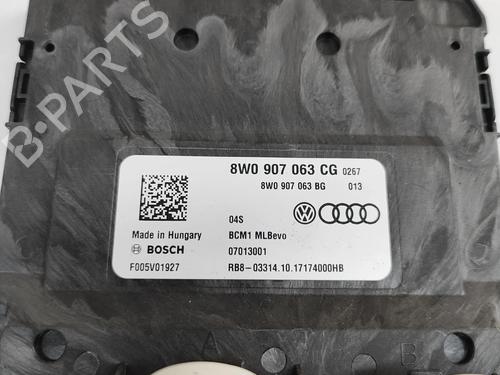 B-PARTS
8W0 907 063 CG 0267
8W0 907 063 BG 013
04S
Made in Hungary BCM1 MLBevo
BOSCH 07013001
F005V01927 RB8-03314.10.17174000HB
A B